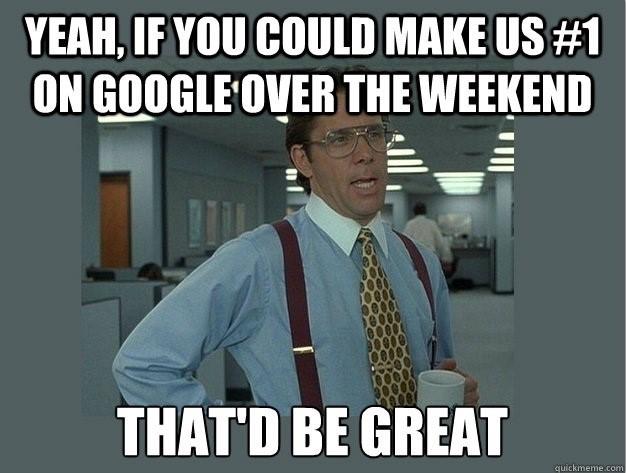 YEAH, IF YOU COULD MAKE US #1
ON GOOGLE OVER THE WEEKEND
THAT'D BE GREAT
quickmeme.com